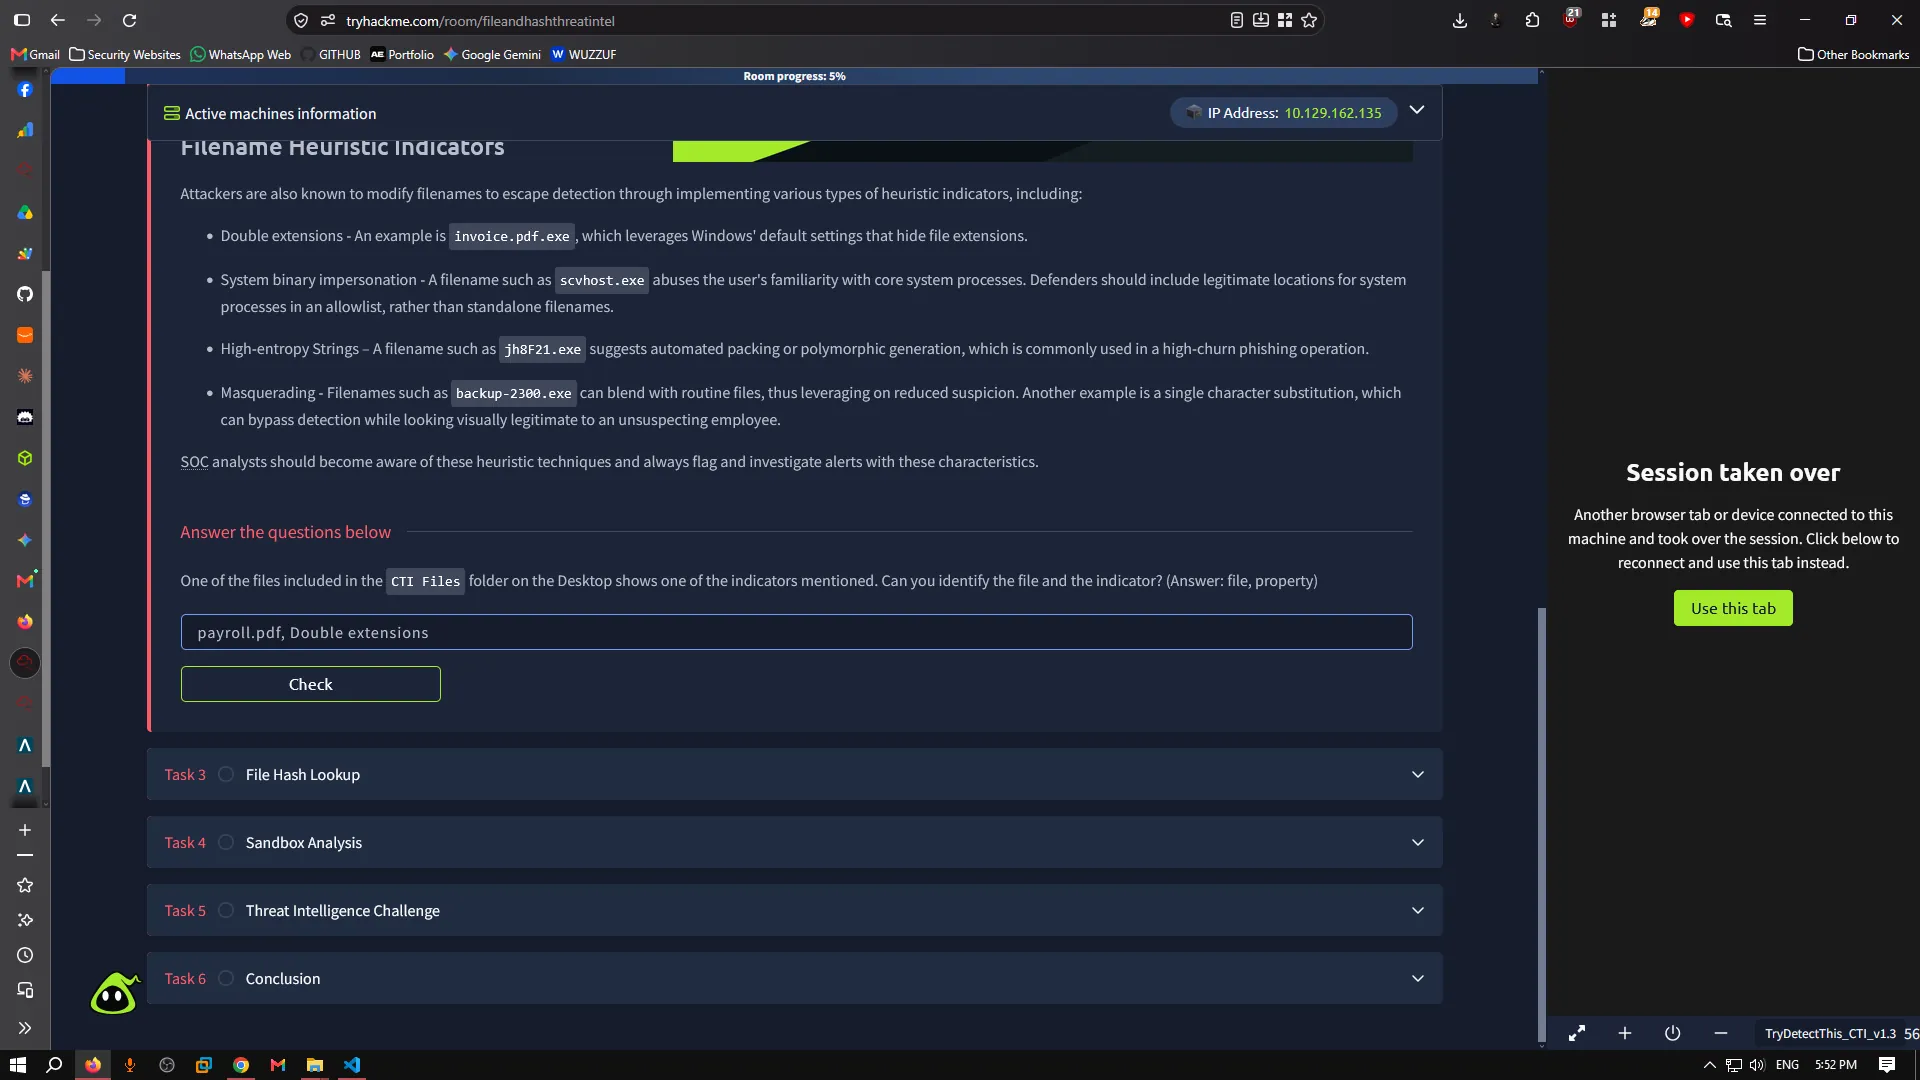 tryhackme.com/room/fileandhashthreatintel
21
14
Gmail
Security Websites
WhatsApp Web
GITHUB
AE Portfolio
Google Gemini
W WUZZUF
Other Bookmarks
Room progress: 5%
Active machines information
IP Address: 10.129.162.135
Filename Heuristic Indicators
Attackers are also known to modify filenames to escape detection through implementing various types of heuristic indicators, including:
• Double extensions - An example is invoice.pdf.exe, which leverages Windows' default settings that hide file extensions.
• System binary impersonation - A filename such as scvhost.exe abuses the user's familiarity with core system processes. Defenders should include legitimate locations for system
processes in an allowlist, rather than standalone filenames.
• High-entropy Strings – A filename such as jh8F21.exe suggests automated packing or polymorphic generation, which is commonly used in a high-churn phishing operation.
• Masquerading - Filenames such as backup-2300.exe can blend with routine files, thus leveraging on reduced suspicion. Another example is a single character substitution, which
can bypass detection while looking visually legitimate to an unsuspecting employee.
SOC analysts should become aware of these heuristic techniques and always flag and investigate alerts with these characteristics.
Answer the questions below
One of the files included in the CTI Files folder on the Desktop shows one of the indicators mentioned. Can you identify the file and the indicator? (Answer: file, property)
payroll.pdf, Double extensions
Check
Task 3 File Hash Lookup
Task 4 Sandbox Analysis
Task 5 Threat Intelligence Challenge
Task 6 Conclusion
Session taken over
Another browser tab or device connected to this
machine and took over the session. Click below to
reconnect and use this tab instead.
Use this tab
TryDetectThis_CTI_v1.3 56
ENG
5:52 PM